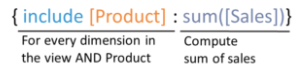 { include [Product] : sum([Sales])}
For every dimension in Compute
the view AND Product sum of sales